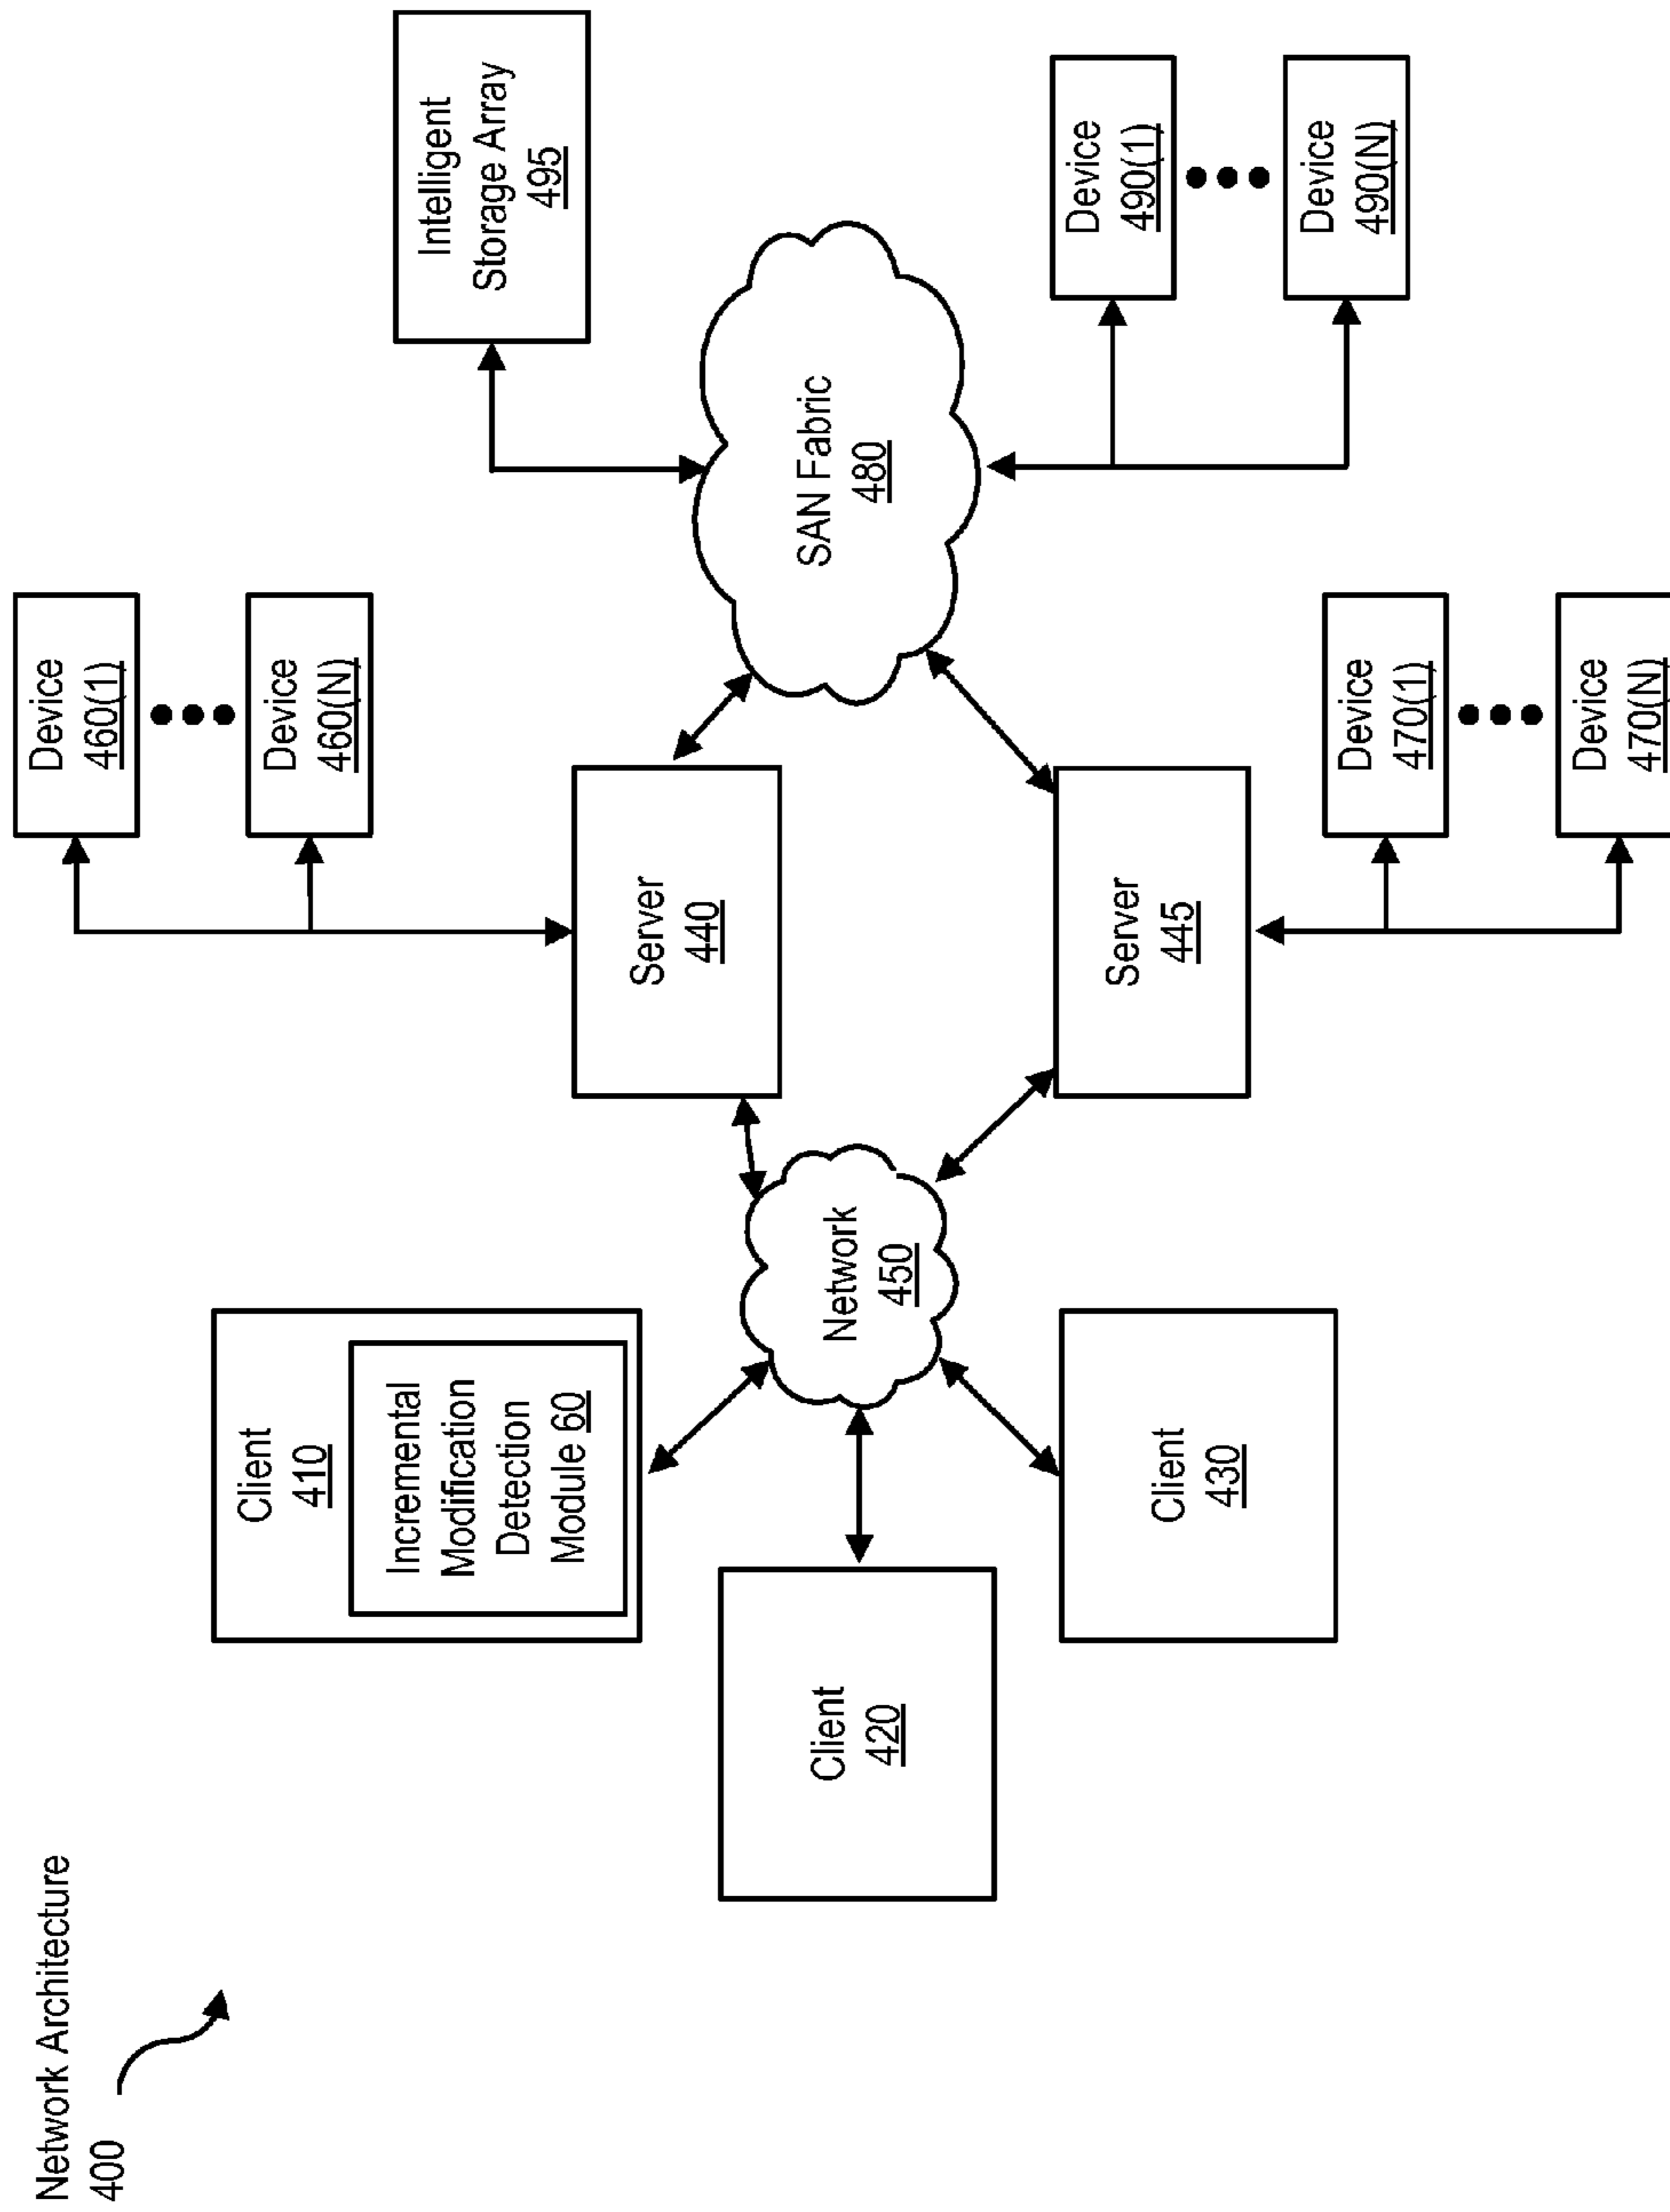 Network Architecture
400
Client
410
Incremental
Modification
Detection
Module 60
Client
420
Client
430
Network
450
Server
440
Server
445
Device
460(1)
Device
460(N)
Device
470(1)
Device
470(N)
SAN Fabric
480
Intelligent
Storage Array
495
Device
490(1)
Device
490(N)